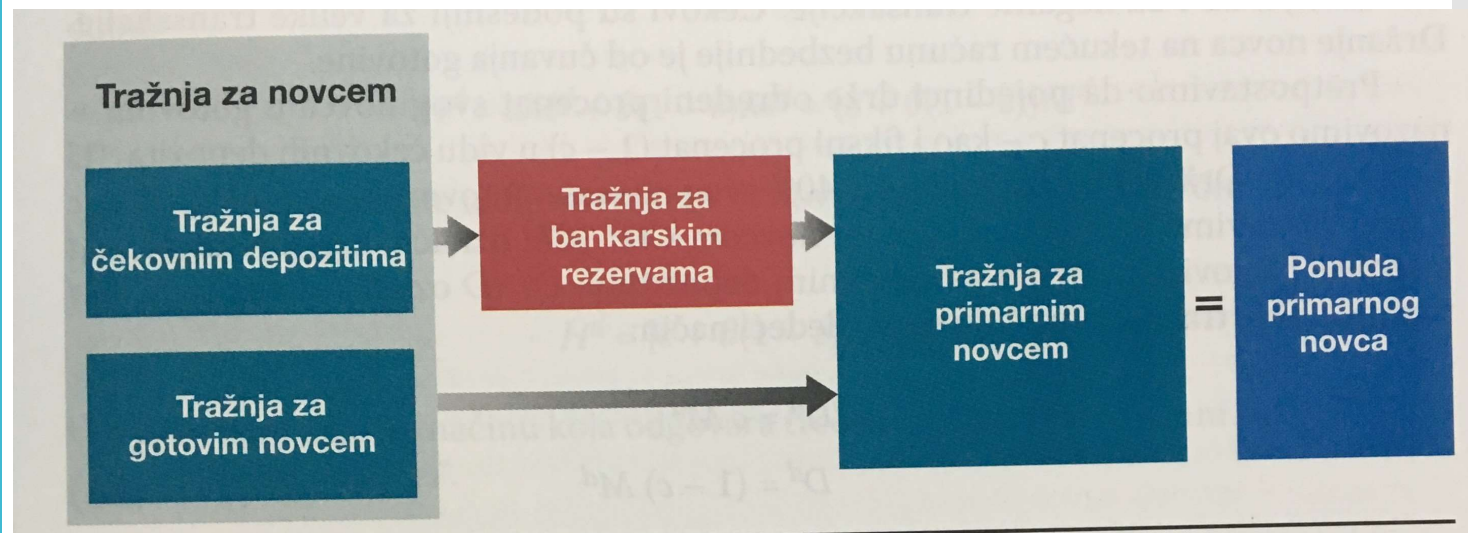 Tražnja za novcem
Tražnja za
čekovnim depozitima
Tražnja za
gotovim novcem
Tražnja za
bankarskim
rezervama
Tražnja za
primarnim
novcem
=
Ponuda
primarnog
novca